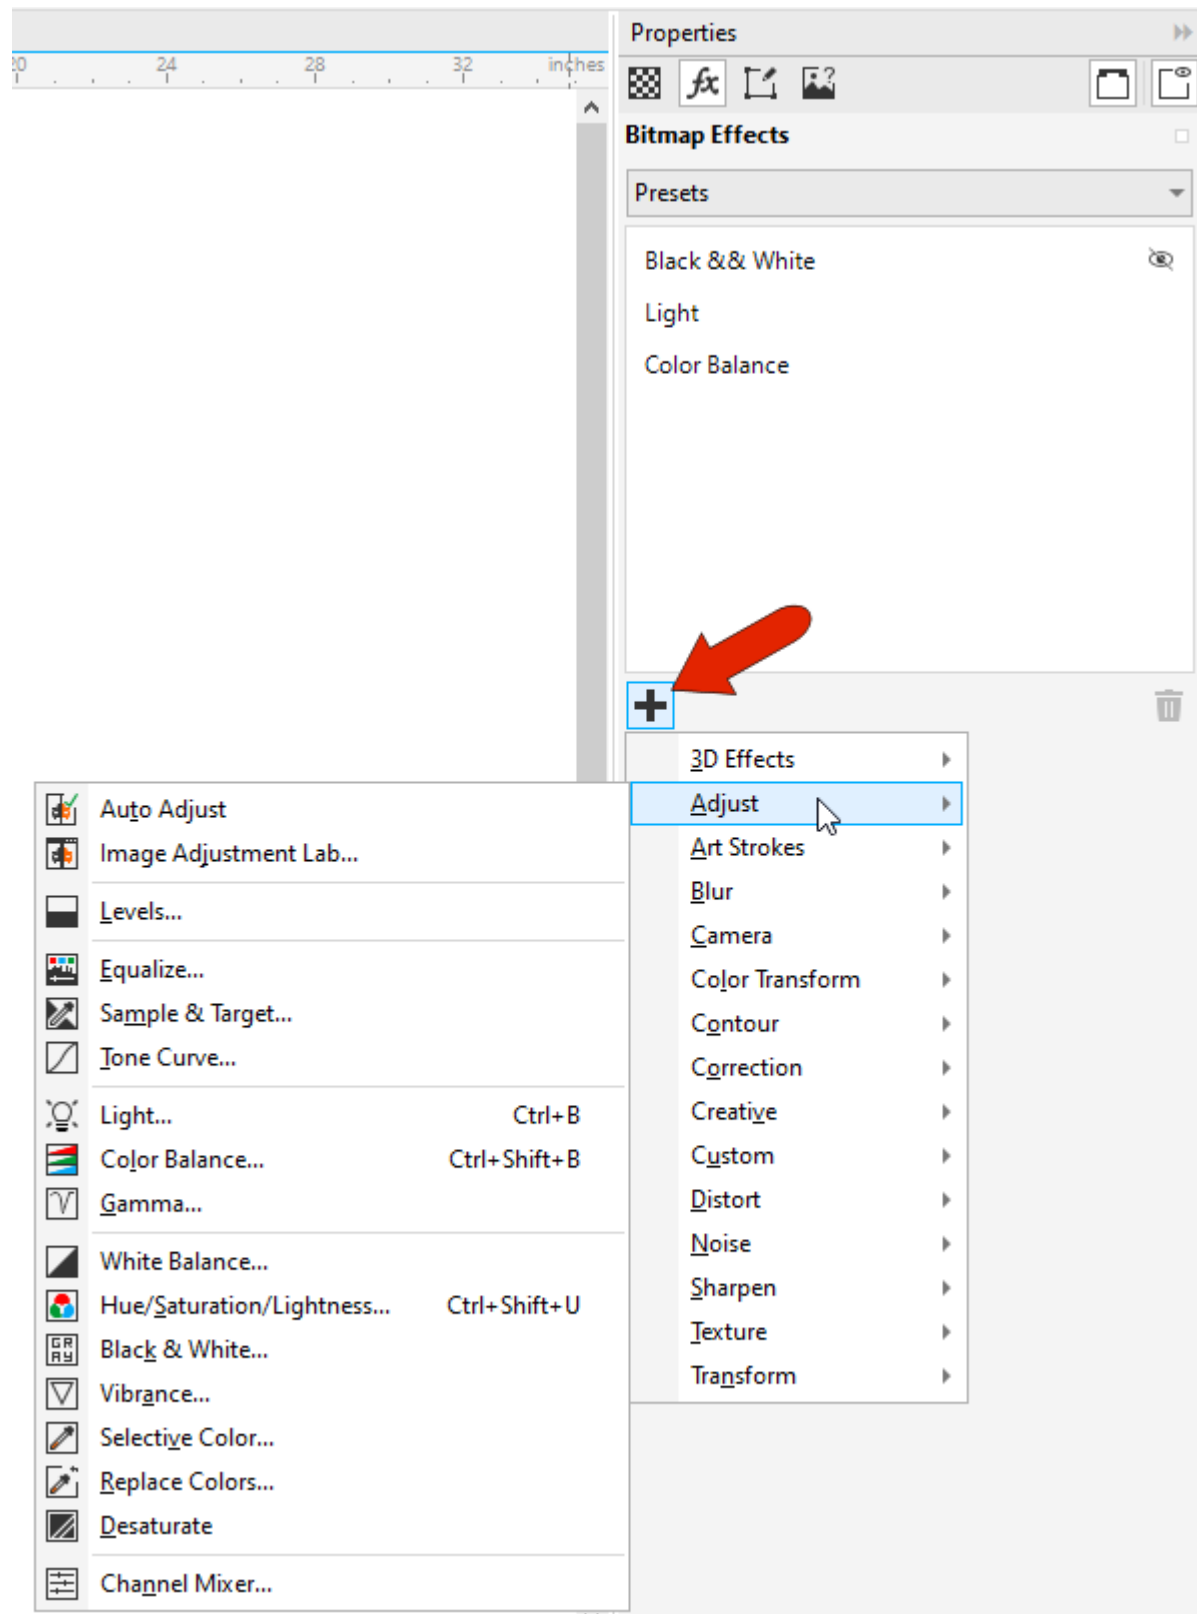 Properties
20 24 28 32 inches
fx
Bitmap Effects
Presets
Black && White
Light
Color Balance
3D Effects
Adjust
Art Strokes
Blur
Camera
Color Transform
Contour
Correction
Creative
Custom
Distort
Noise
Sharpen
Texture
Transform
Auto Adjust
Image Adjustment Lab...
Levels...
Equalize...
Sample & Target...
Tone Curve...
Light... Ctrl+B
Color Balance... Ctrl+Shift+B
Gamma...
White Balance...
Hue/Saturation/Lightness... Ctrl+Shift+U
Black & White...
Vibrance...
Selective Color...
Replace Colors...
Desaturate
Channel Mixer...